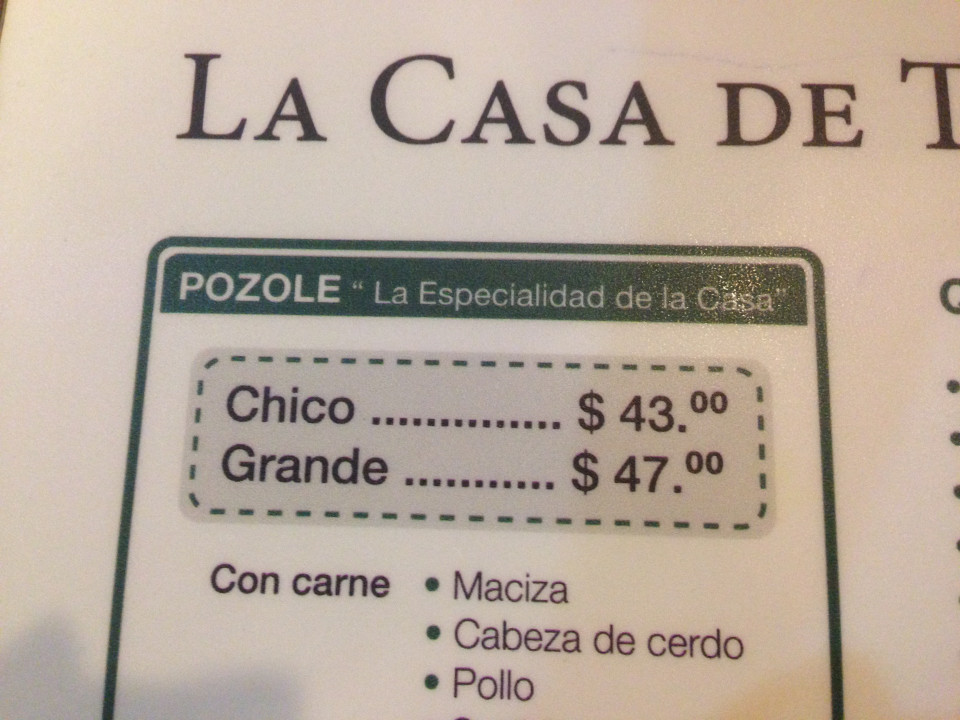 LA CASA DE T
POZOLE “ La Especialidad de la Casa”
Chico .............. $ 43.00
Grande ........... $ 47.00
Con carne • Maciza
• Cabeza de cerdo
• Pollo